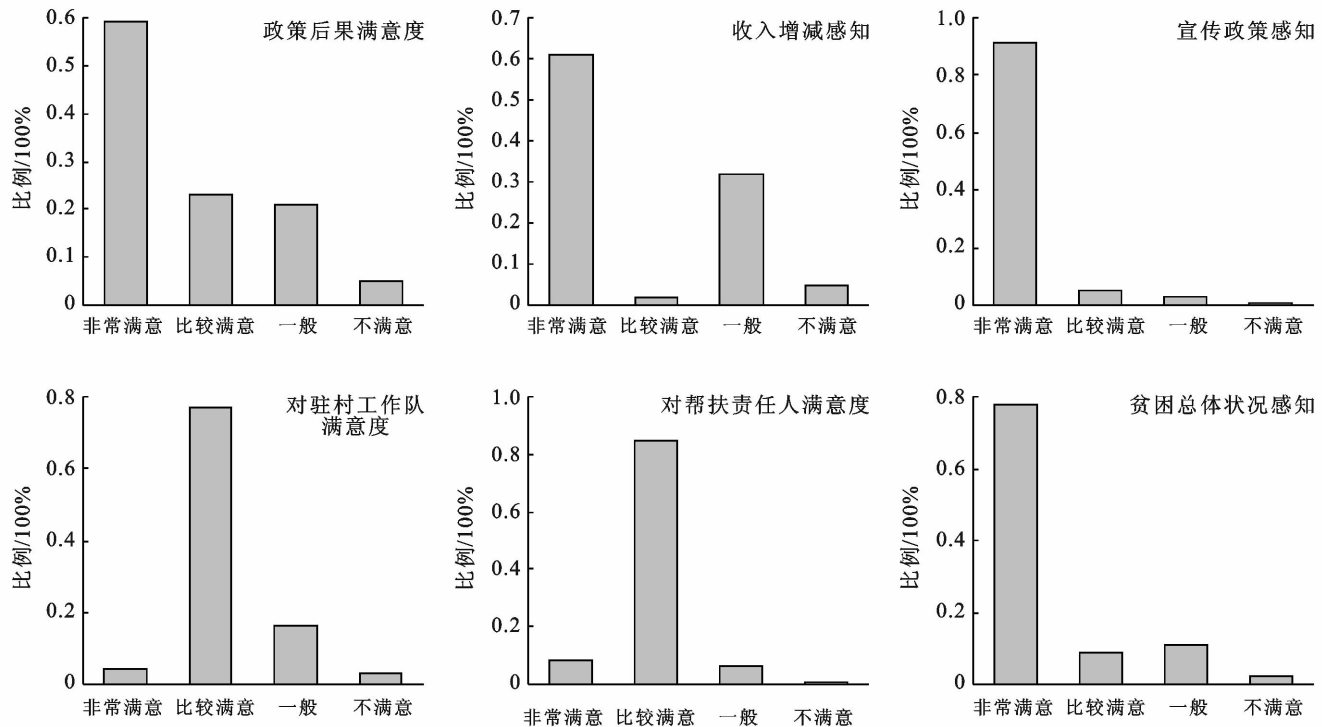 政策后果满意度
比例/100%
0.6
0.5
0.4
0.3
0.2
0.1
0
非常满意 比较满意 一般 不满意
收入增减感知
比例/100%
0.7
0.6
0.5
0.4
0.3
0.2
0.1
0
非常满意 比较满意 一般 不满意
宣传政策感知
比例/100%
1.0
0.8
0.6
0.4
0.2
0
非常满意 比较满意 一般 不满意
对驻村工作队
满意度
比例/100%
0.8
0.6
0.4
0.2
0
非常满意 比较满意 一般 不满意
对帮扶责任人满意度
比例/100%
1.0
0.8
0.6
0.4
0.2
0
非常满意 比较满意 一般 不满意
贫困总体状况感知
比例/100%
0.8
0.6
0.4
0.2
0
非常满意 比较满意 一般 不满意